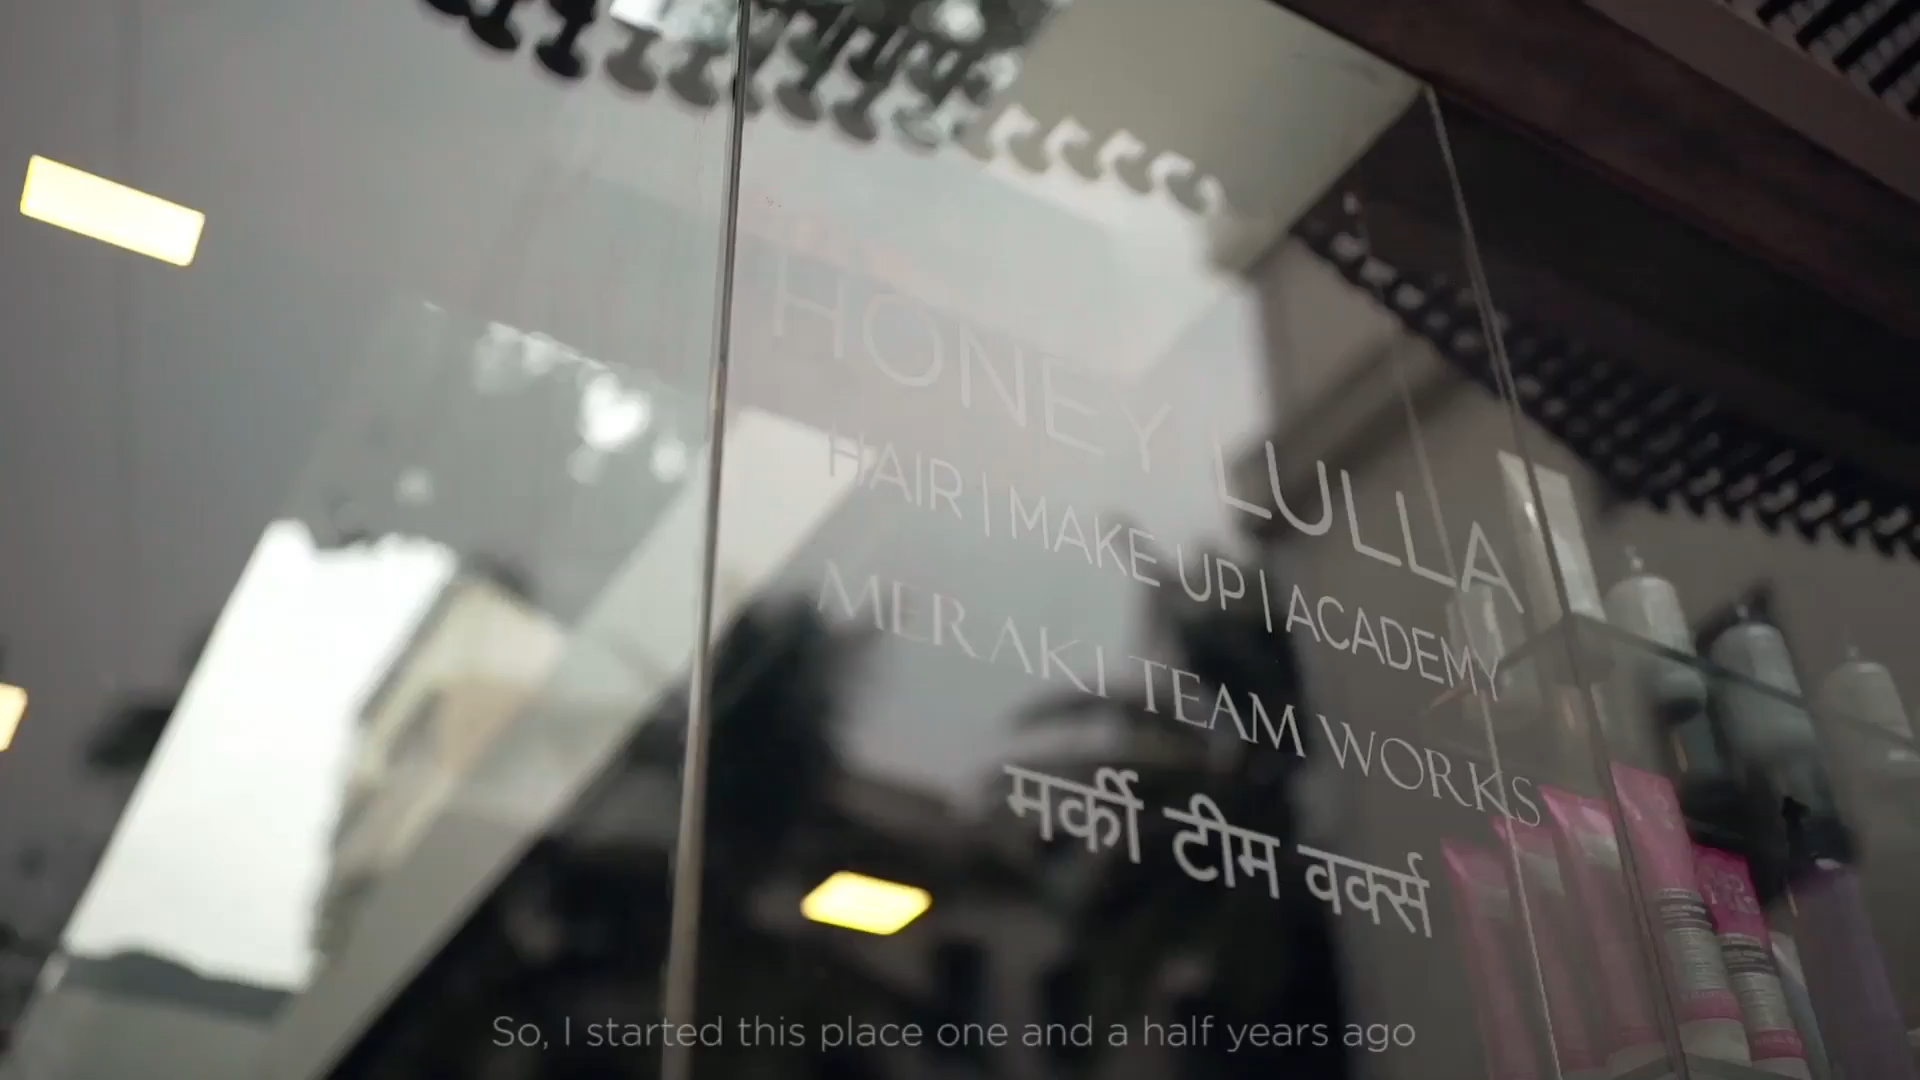 HONEY LULLA
HAIR | MAKE UP | ACADEMY
MERAKI TEAM WORKS
मर्की टीम वर्क्स
So, I started this place one and a half years ago